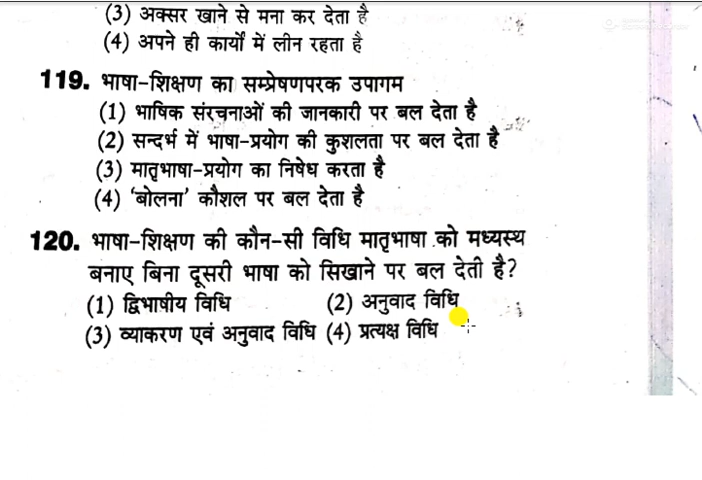 (3) अक्सर खाने से मना कर देता है
(4) अपने ही कार्यों में लीन रहता है
119. भाषा-शिक्षण का सम्प्रेषणपरक उपागम
(1) भाषिक संरचनाओं की जानकारी पर बल देता है
(2) सन्दर्भ में भाषा-प्रयोग की कुशलता पर बल देता है
(3) मातृभाषा-प्रयोग का निषेध करता है
(4) ‘बोलना’ कौशल पर बल देता है
120. भाषा-शिक्षण की कौन-सी विधि मातृभाषा को मध्यस्थ
बनाए बिना दूसरी भाषा को सिखाने पर बल देती है?
(1) द्विभाषीय विधि (2) अनुवाद विधि
(3) व्याकरण एवं अनुवाद विधि (4) प्रत्यक्ष विधि